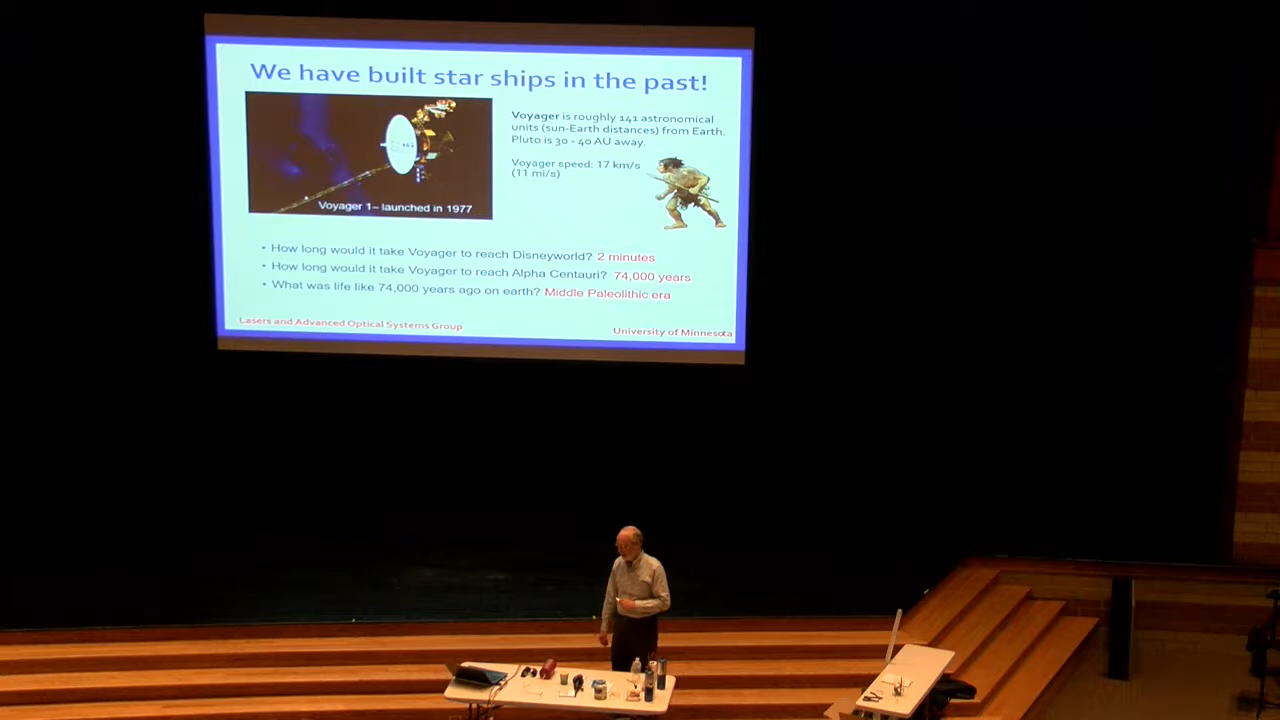 We have built star ships in the past!
Voyager is roughly 141 astronomical
units (sun-Earth distances) from Earth.
Pluto is 30 - 40 AU away.
Voyager speed: 17 km/s
(11 mi/s)
Voyager 1– launched in 1977
• How long would it take Voyager to reach Disneyworld? 2 minutes
• How long would it take Voyager to reach Alpha Centauri? 74,000 years
• What was life like 74,000 years ago on earth? Middle Paleolithic era
Lasers and Advanced Optical Systems Group
University of Minnesota